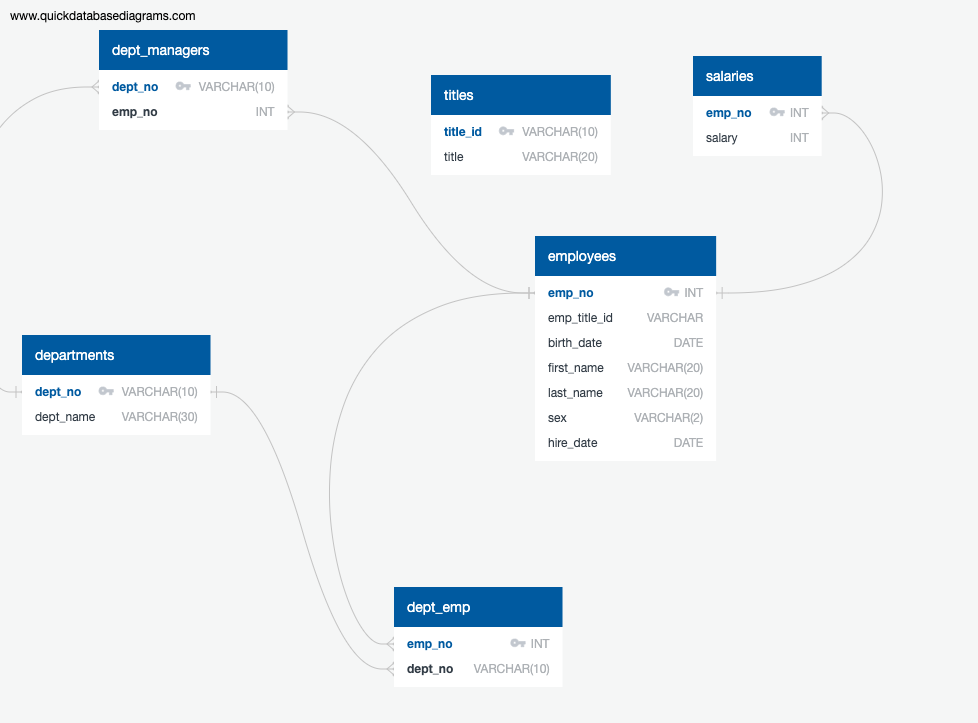 www.quickdatabasediagrams.com
dept_managers
dept_no VARCHAR(10)
emp_no INT
titles
title_id VARCHAR(10)
title VARCHAR(20)
salaries
emp_no INT
salary INT
employees
emp_no INT
emp_title_id VARCHAR
birth_date DATE
first_name VARCHAR(20)
last_name VARCHAR(20)
sex VARCHAR(2)
hire_date DATE
departments
dept_no VARCHAR(10)
dept_name VARCHAR(30)
dept_emp
emp_no INT
dept_no VARCHAR(10)